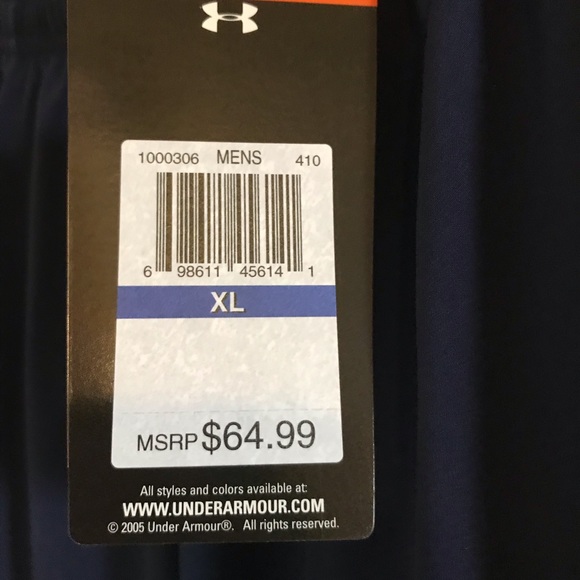 1000306 MENS 410
6 98611 45614 1
XL
MSRP $64.99
All styles and colors available at:
WWW.UNDERARMOUR.COM
© 2005 Under Armour®. All rights reserved.